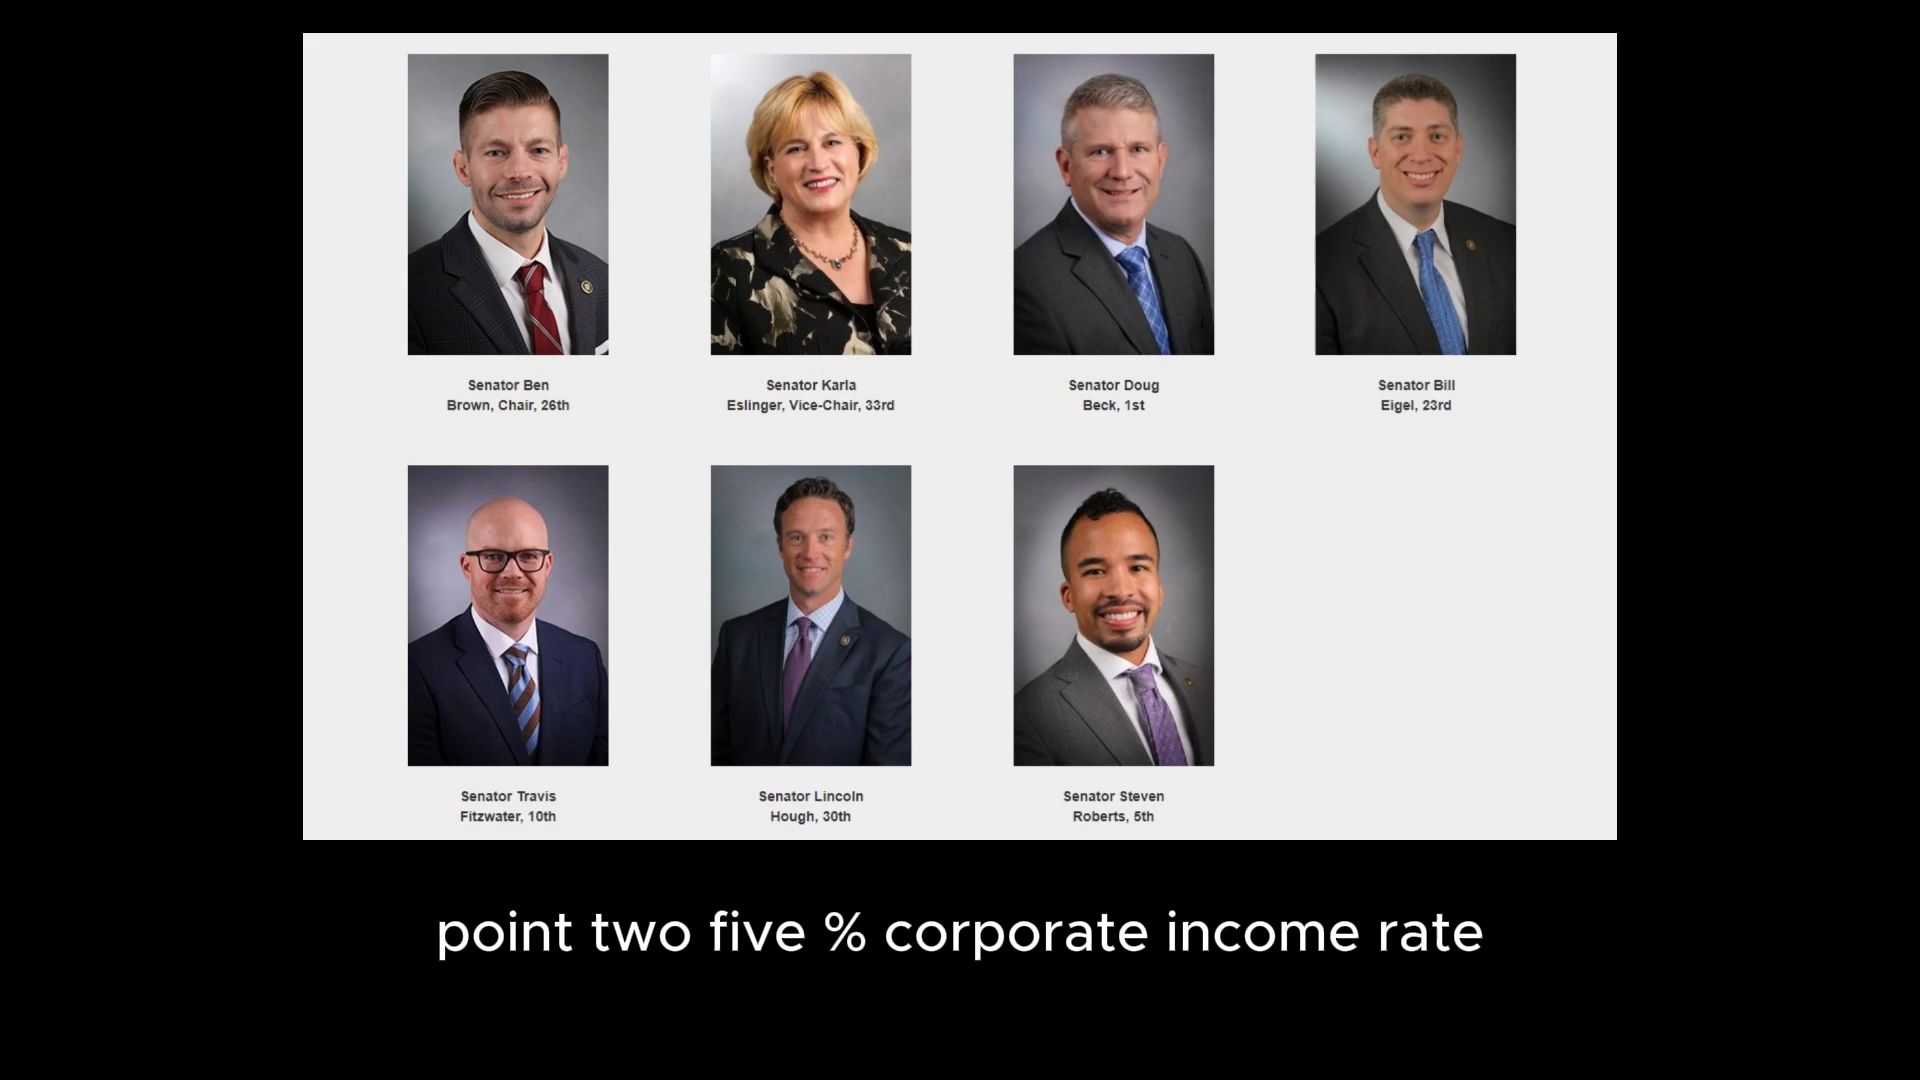 Senator Ben
Brown, Chair, 26th
Senator Karla
Eslinger, Vice-Chair, 33rd
Senator Doug
Beck, 1st
Senator Bill
Eigel, 23rd
Senator Travis
Fitzwater, 10th
Senator Lincoln
Hough, 30th
Senator Steven
Roberts, 5th
point two five % corporate income rate